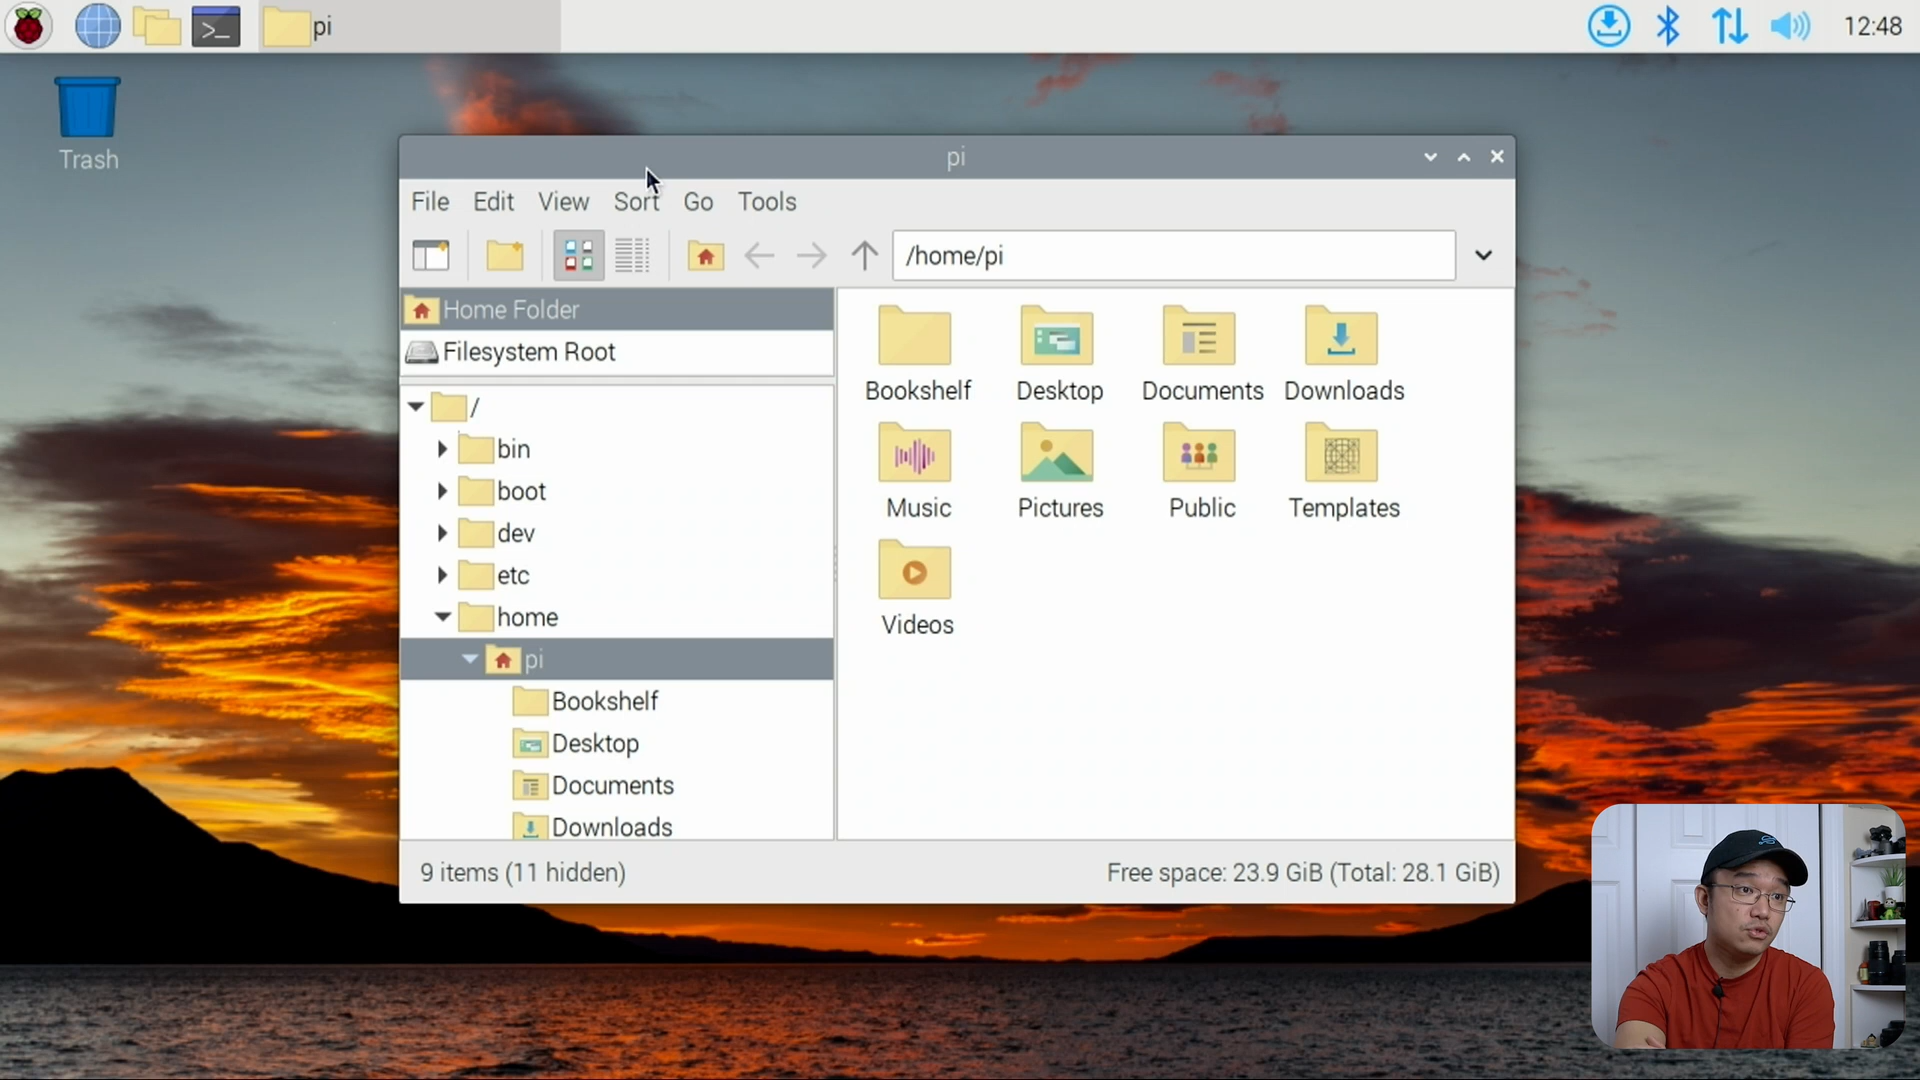 pi
12:48
Trash
pi
File Edit View Sort Go Tools
/home/pi
Home Folder
Filesystem Root
/
bin
boot
dev
etc
home
pi
Bookshelf
Desktop
Documents
Downloads
Bookshelf Desktop Documents Downloads
Music Pictures Public Templates
Videos
9 items (11 hidden)
Free space: 23.9 GiB (Total: 28.1 GiB)